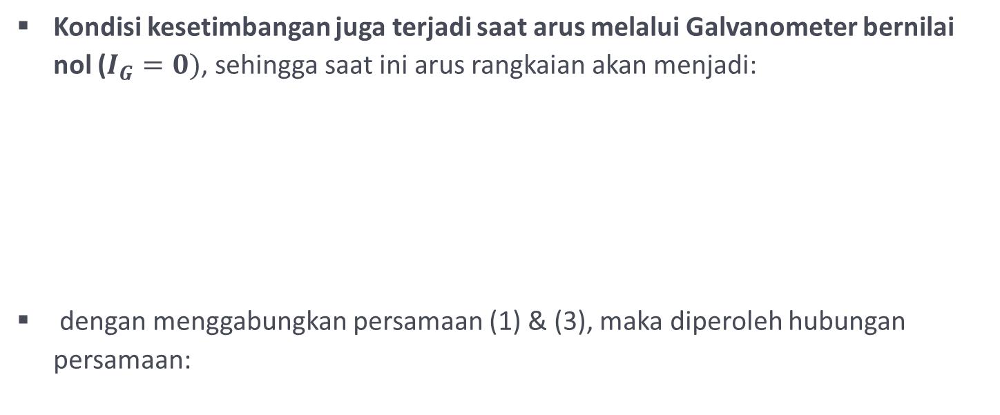 ▪ Kondisi kesetimbangan juga terjadi saat arus melalui Galvanometer bernilai
nol (I_G = 0), sehingga saat ini arus rangkaian akan menjadi:
▪ dengan menggabungkan persamaan (1) & (3), maka diperoleh hubungan
persamaan: